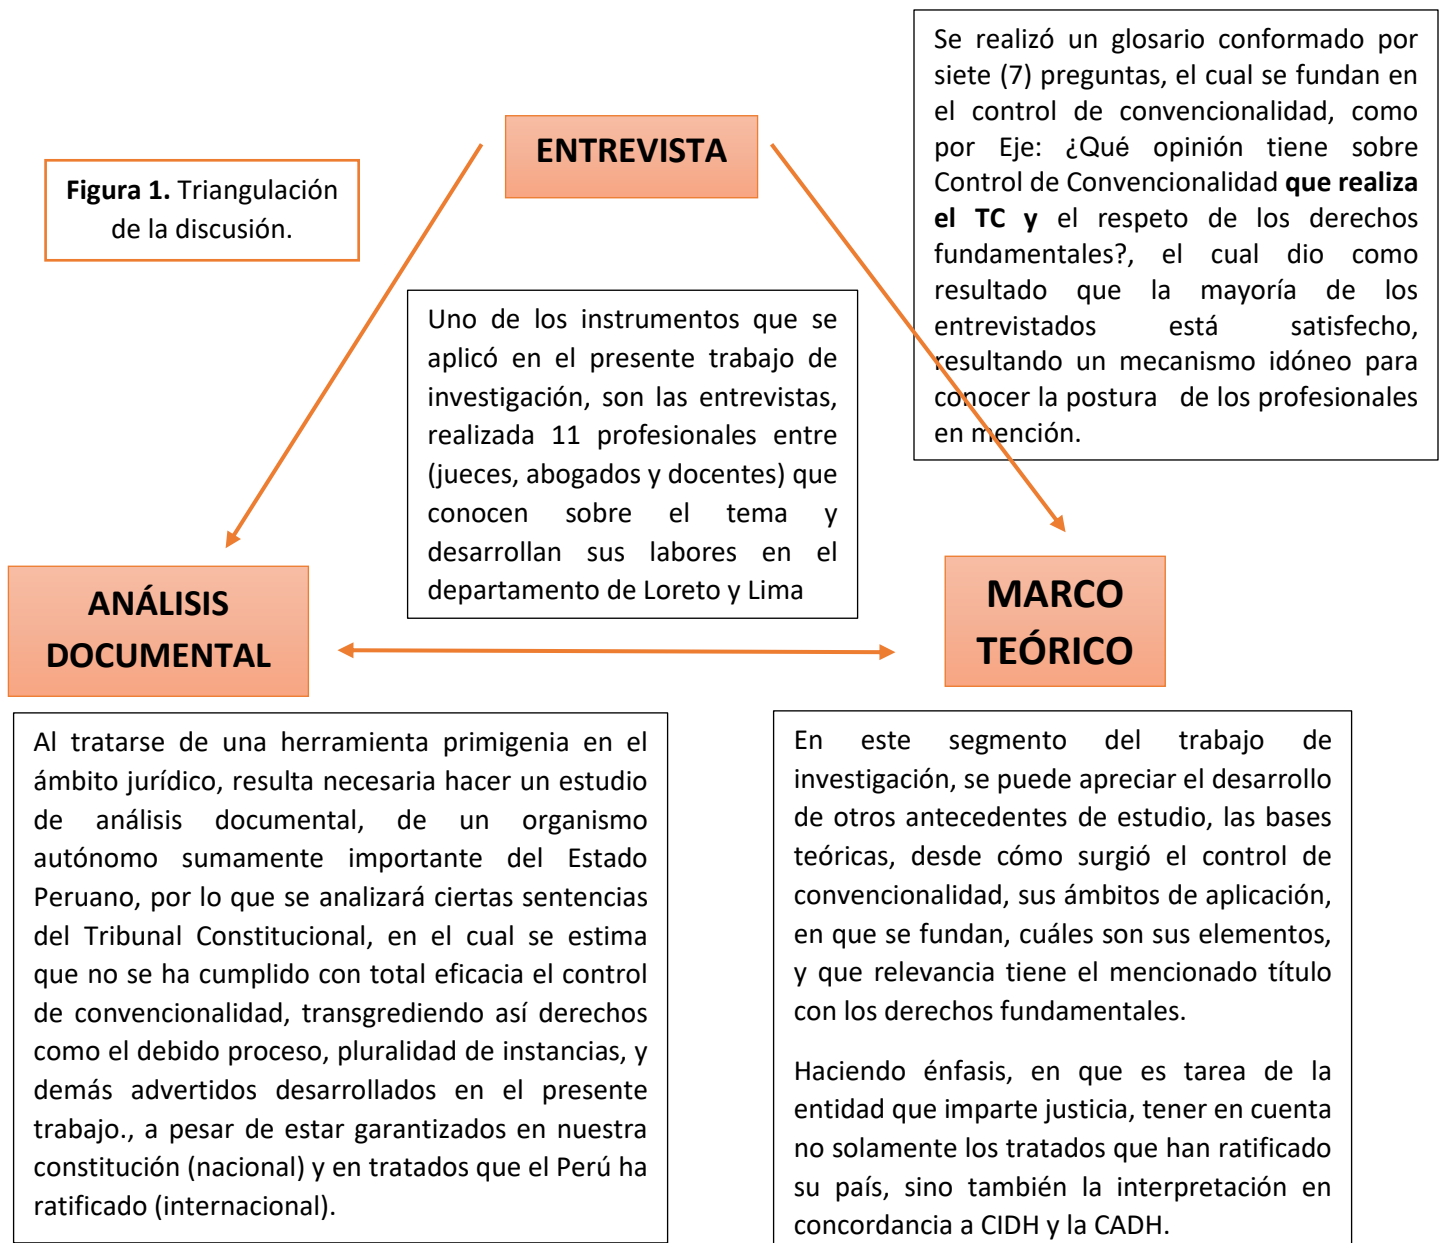 Se realizó un glosario conformado por
siete (7) preguntas, el cual se fundan en
el control de convencionalidad, como
por Eje: ¿Qué opinión tiene sobre
Control de Convencionalidad que realiza
el TC y el respeto de los derechos
fundamentales?, el cual dio como
resultado que la mayoría de los
entrevistados está satisfecho,
resultando un mecanismo idóneo para
conocer la postura de los profesionales
en mención.
ENTREVISTA
Figura 1. Triangulación
de la discusión.
Uno de los instrumentos que se
aplicó en el presente trabajo de
investigación, son las entrevistas,
realizada 11 profesionales entre
(jueces, abogados y docentes) que
conocen sobre el tema y
desarrollan sus labores en el
departamento de Loreto y Lima
ANÁLISIS
DOCUMENTAL
MARCO
TEÓRICO
Al tratarse de una herramienta primigenia en el
ámbito jurídico, resulta necesaria hacer un estudio
de análisis documental, de un organismo
autónomo sumamente importante del Estado
Peruano, por lo que se analizará ciertas sentencias
del Tribunal Constitucional, en el cual se estima
que no se ha cumplido con total eficacia el control
de convencionalidad, transgrediendo así derechos
como el debido proceso, pluralidad de instancias, y
demás advertidos desarrollados en el presente
trabajo., a pesar de estar garantizados en nuestra
constitución (nacional) y en tratados que el Perú ha
ratificado (internacional).
En este segmento del trabajo de
investigación, se puede apreciar el desarrollo
de otros antecedentes de estudio, las bases
teóricas, desde cómo surgió el control de
convencionalidad, sus ámbitos de aplicación,
en que se fundan, cuáles son sus elementos,
y que relevancia tiene el mencionado título
con los derechos fundamentales.
Haciendo énfasis, en que es tarea de la
entidad que imparte justicia, tener en cuenta
no solamente los tratados que han ratificado
su país, sino también la interpretación en
concordancia a CIDH y la CADH.